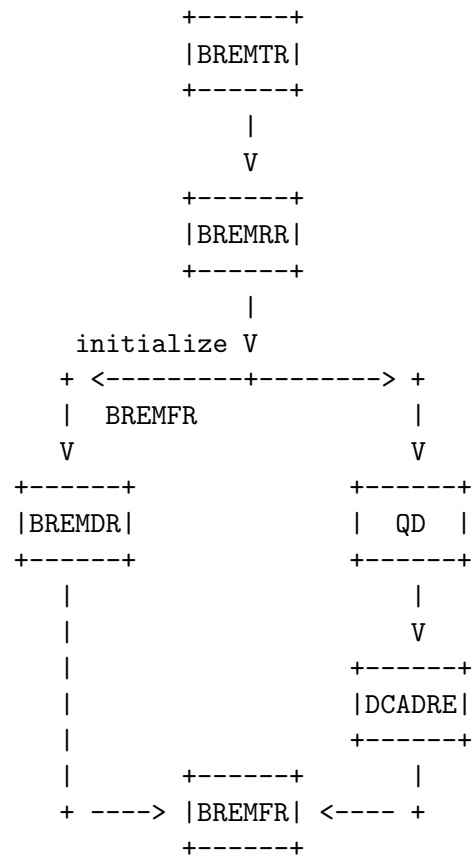 BREMTR
V
BREMRR
initialize V
BREMFR
V V
BREMDR QD
V
DCADRE
BREMFR